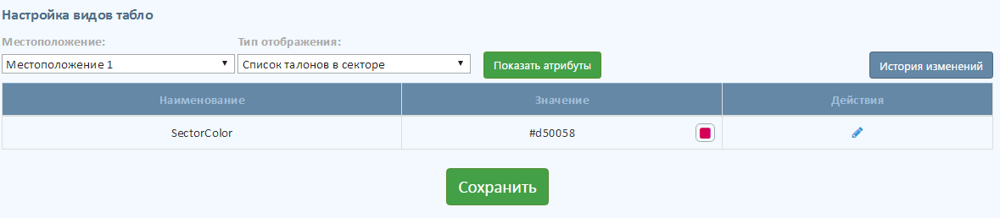 Настройка видов табло
Местоположение: Тип отображения:
Местоположение 1 Список талонов в секторе Показать атрибуты История изменений
Наименование Значение Действия
SectorColor #d50058
Сохранить